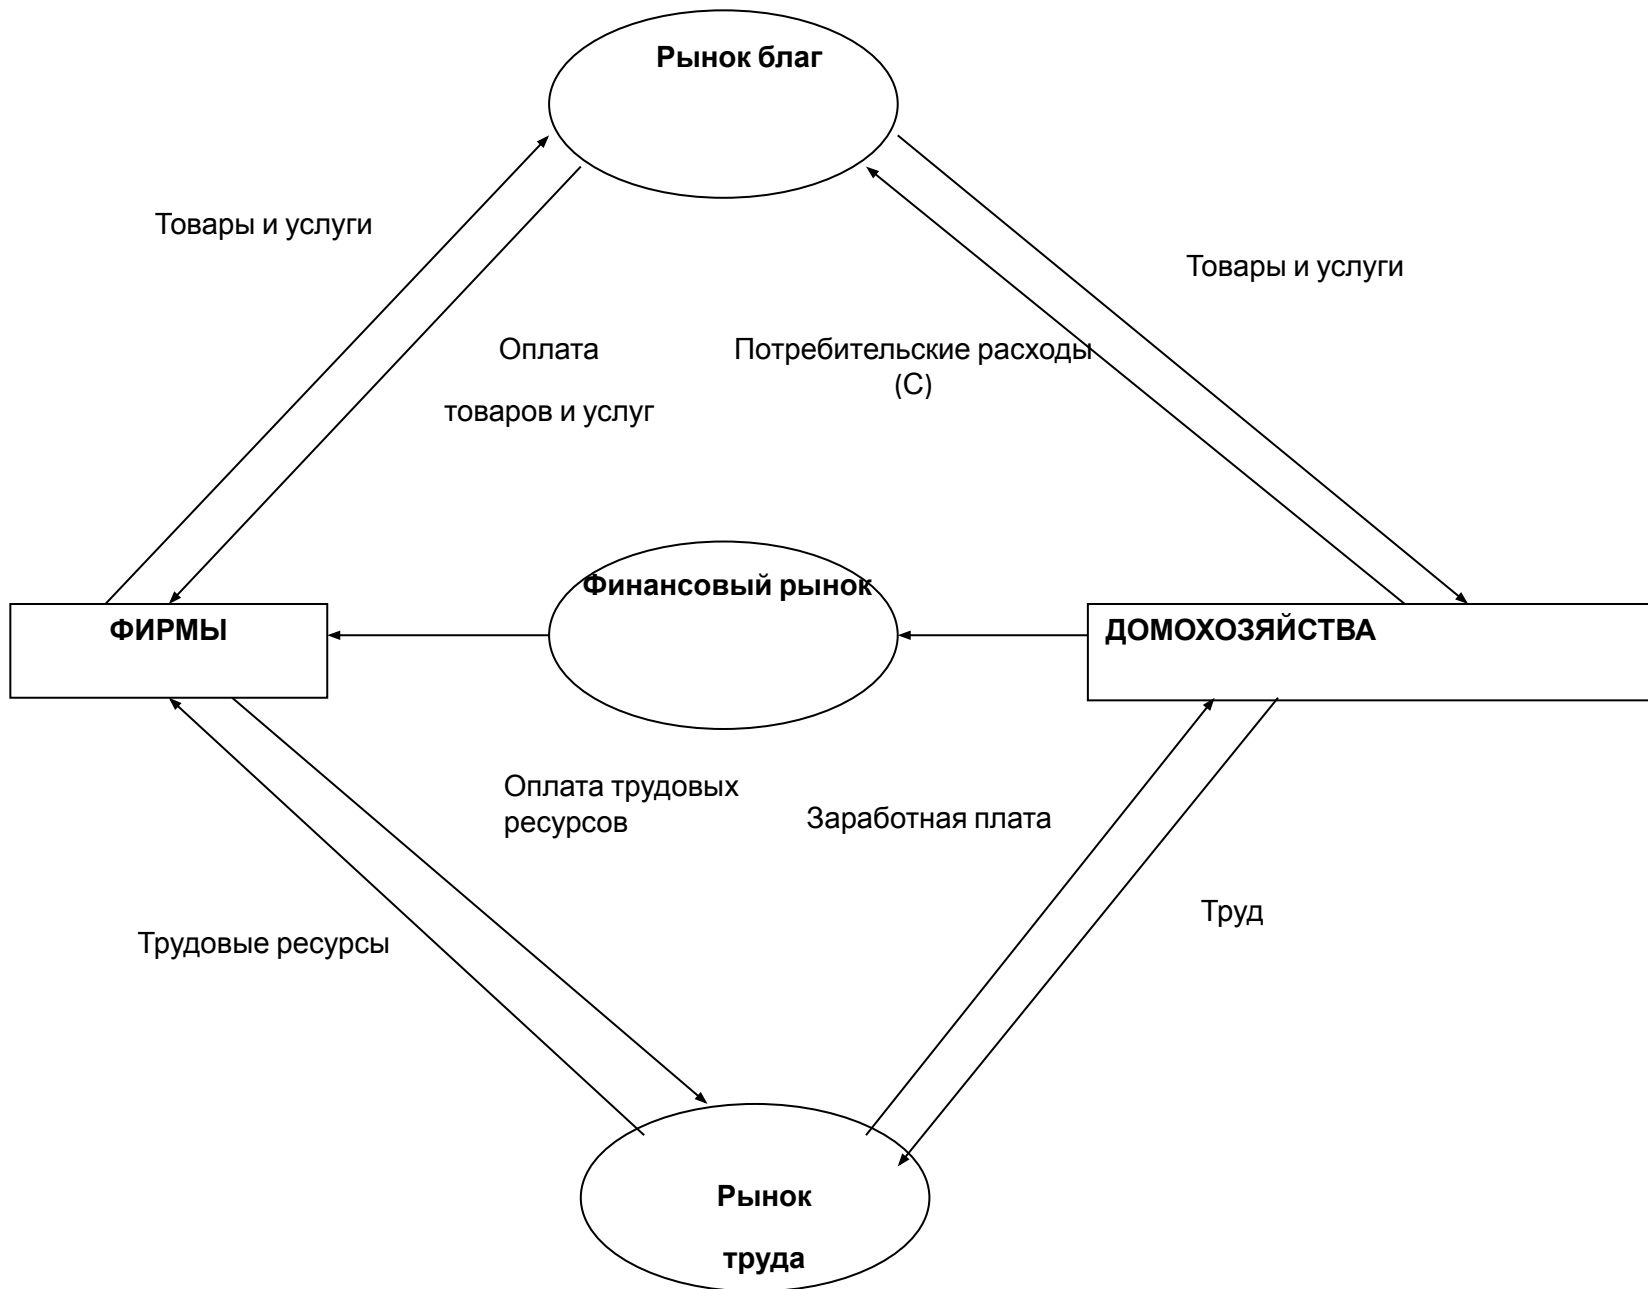 Рынок благ
Товары и услуги
Товары и услуги
Оплата
товаров и услуг
Потребительские расходы
(С)
Финансовый рынок
ФИРМЫ
ДОМОХОЗЯЙСТВА
Оплата трудовых
ресурсов
Заработная плата
Труд
Трудовые ресурсы
Рынок
труда